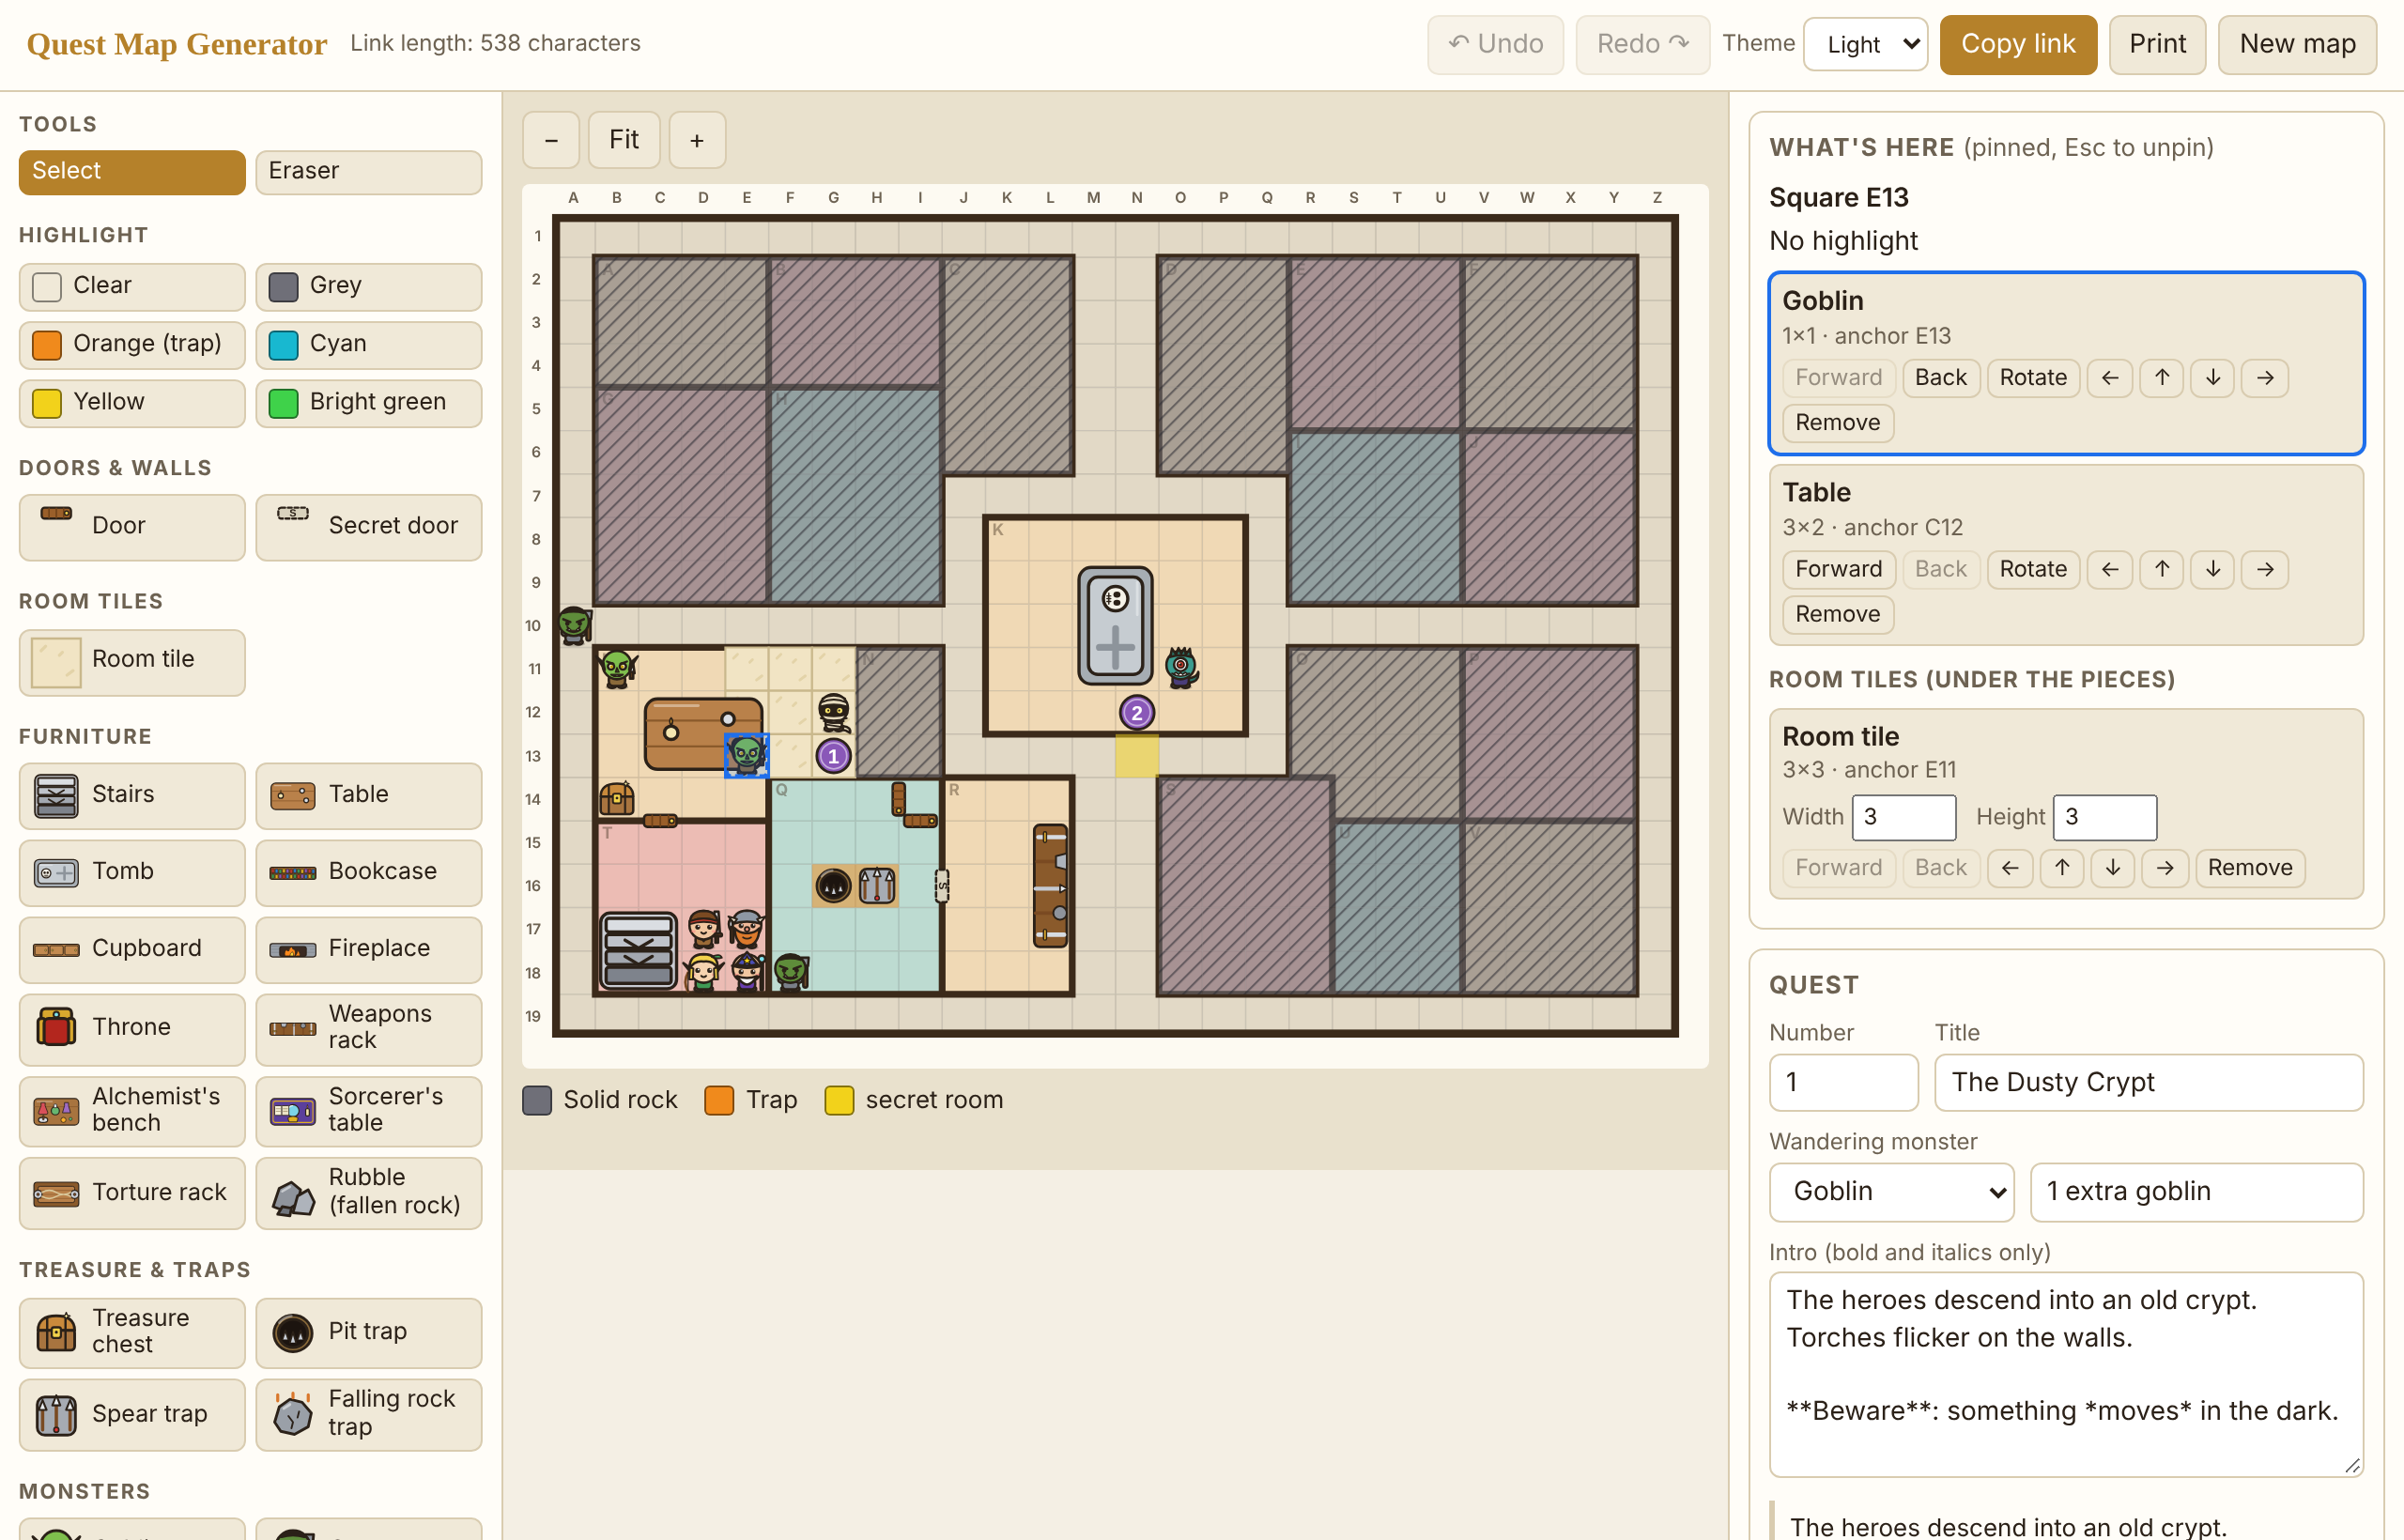 Quest Map Generator
Link length: 538 characters
↶ Undo
Redo ↷
Theme
Light
Copy link
Print
New map
TOOLS
Select
Eraser
HIGHLIGHT
Clear
Grey
Orange (trap)
Cyan
Yellow
Bright green
DOORS & WALLS
Door
S
Secret door
ROOM TILES
Room tile
FURNITURE
Stairs
Table
Tomb
Bookcase
Cupboard
Fireplace
Throne
Weapons
rack
Alchemist's
bench
Sorcerer's
table
Torture rack
Rubble
(fallen rock)
TREASURE & TRAPS
Treasure
chest
Pit trap
Spear trap
Falling rock
trap
MONSTERS
−
Fit
+
A B C D E F G H I J K L M N O P Q R S T U V W X Y Z
1
2
3
4
5
6
7
8
9
10
11
12
13
14
15
16
17
18
19
A
B
C
D
E
F
G
H
I
J
K
N
O
P
Q
R
S
T
U
V
1
2
S
Solid rock
Trap
secret room
WHAT'S HERE (pinned, Esc to unpin)
Square E13
No highlight
Goblin
1×1 · anchor E13
Forward Back Rotate ← ↑ ↓ →
Remove
Table
3×2 · anchor C12
Forward Back Rotate ← ↑ ↓ →
Remove
ROOM TILES (UNDER THE PIECES)
Room tile
3×3 · anchor E11
Width 3 Height 3
Forward Back ← ↑ ↓ → Remove
QUEST
Number
Title
1
The Dusty Crypt
Wandering monster
Goblin
1 extra goblin
Intro (bold and italics only)
The heroes descend into an old crypt.
Torches flicker on the walls.
**Beware**: something *moves* in the dark.
The heroes descend into an old crypt.